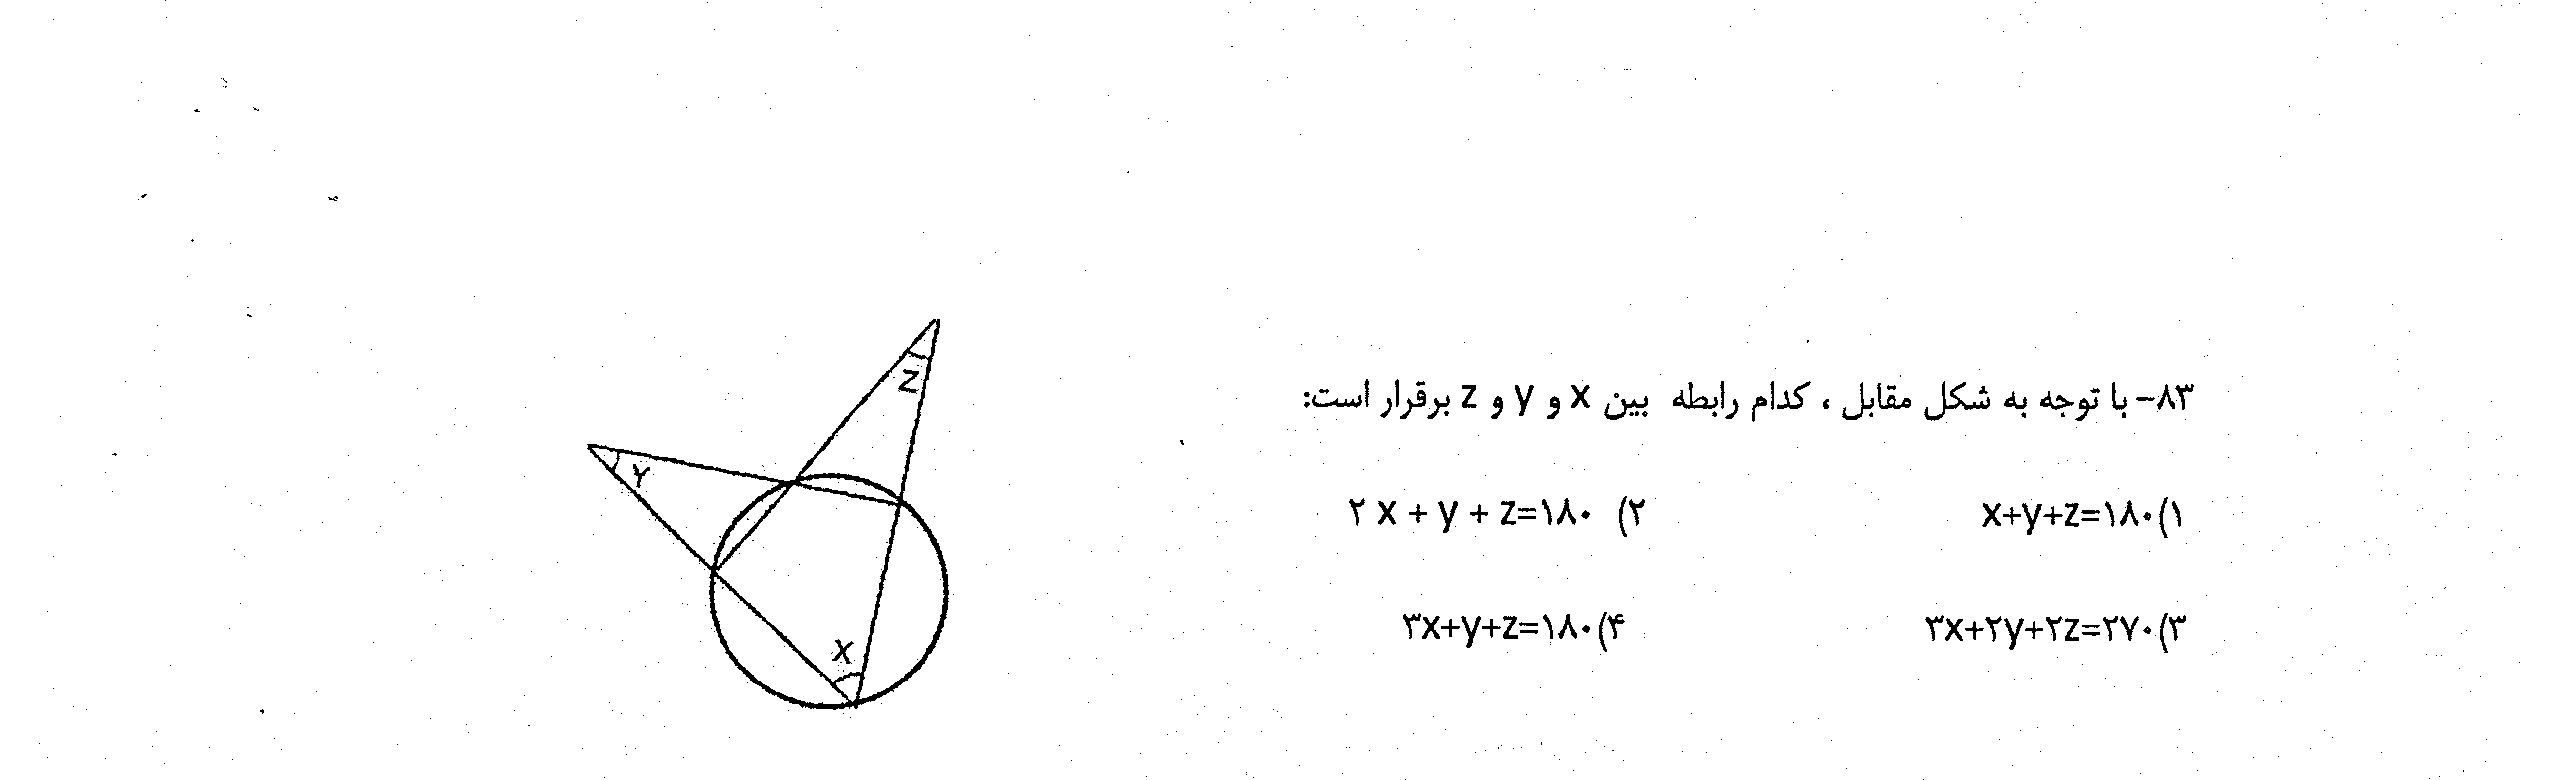 ۸۳- با توجه به شکل مقابل ، کدام رابطه بین x و y و z برقرار است:
۱) x+y+z=۱۸۰ ۲) ۲ x + y + z=۱۸۰
۳) ۳x+۲y+۲z=۲۷۰ ۴) ۳x+y+z=۱۸۰
Z
Y
X